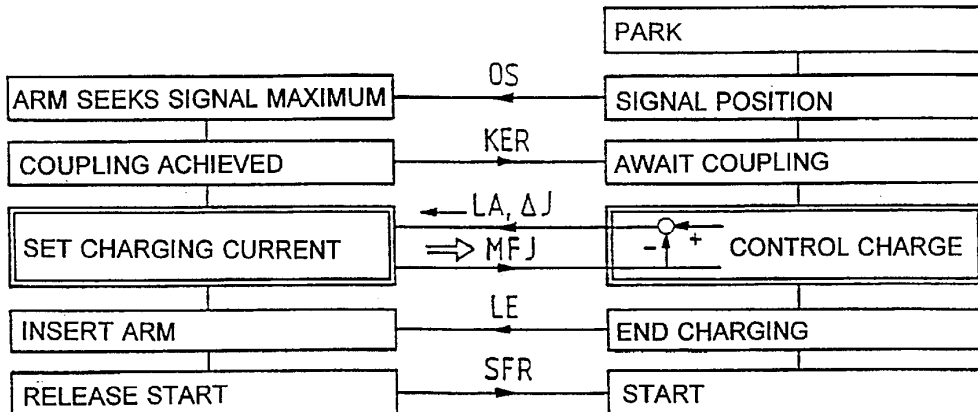 PARK
ARM SEEKS SIGNAL MAXIMUM
OS
SIGNAL POSITION
COUPLING ACHIEVED
KER
AWAIT COUPLING
SET CHARGING CURRENT
LA, ΔJ
MFJ
- +
CONTROL CHARGE
INSERT ARM
LE
END CHARGING
RELEASE START
SFR
START